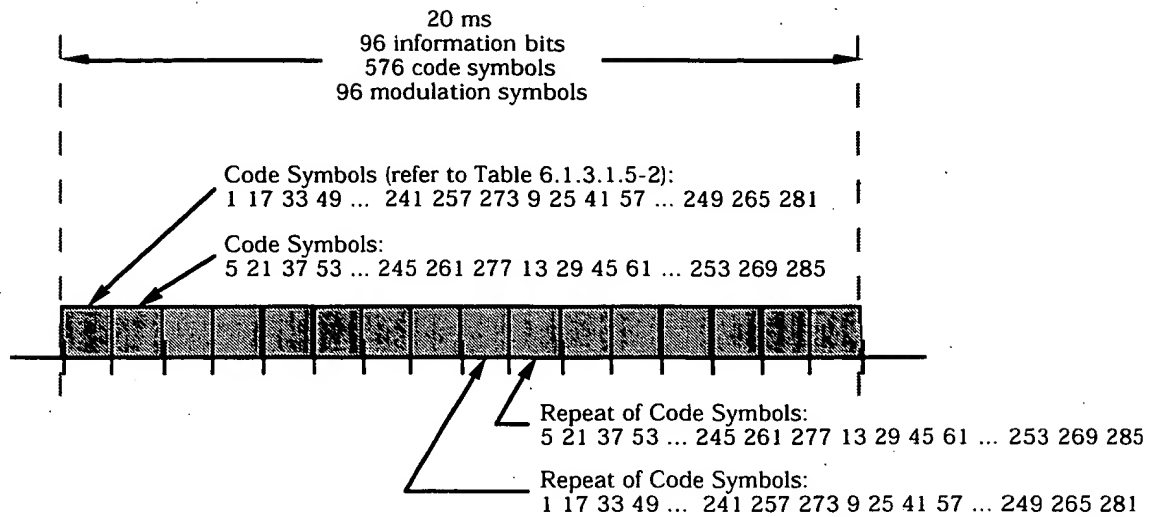 20 ms
96 information bits
576 code symbols
96 modulation symbols
Code Symbols (refer to Table 6.1.3.1.5-2):
1 17 33 49 ... 241 257 273 9 25 41 57 ... 249 265 281
Code Symbols:
5 21 37 53 ... 245 261 277 13 29 45 61 ... 253 269 285
Repeat of Code Symbols:
5 21 37 53 ... 245 261 277 13 29 45 61 ... 253 269 285
Repeat of Code Symbols:
1 17 33 49 ... 241 257 273 9 25 41 57 ... 249 265 281